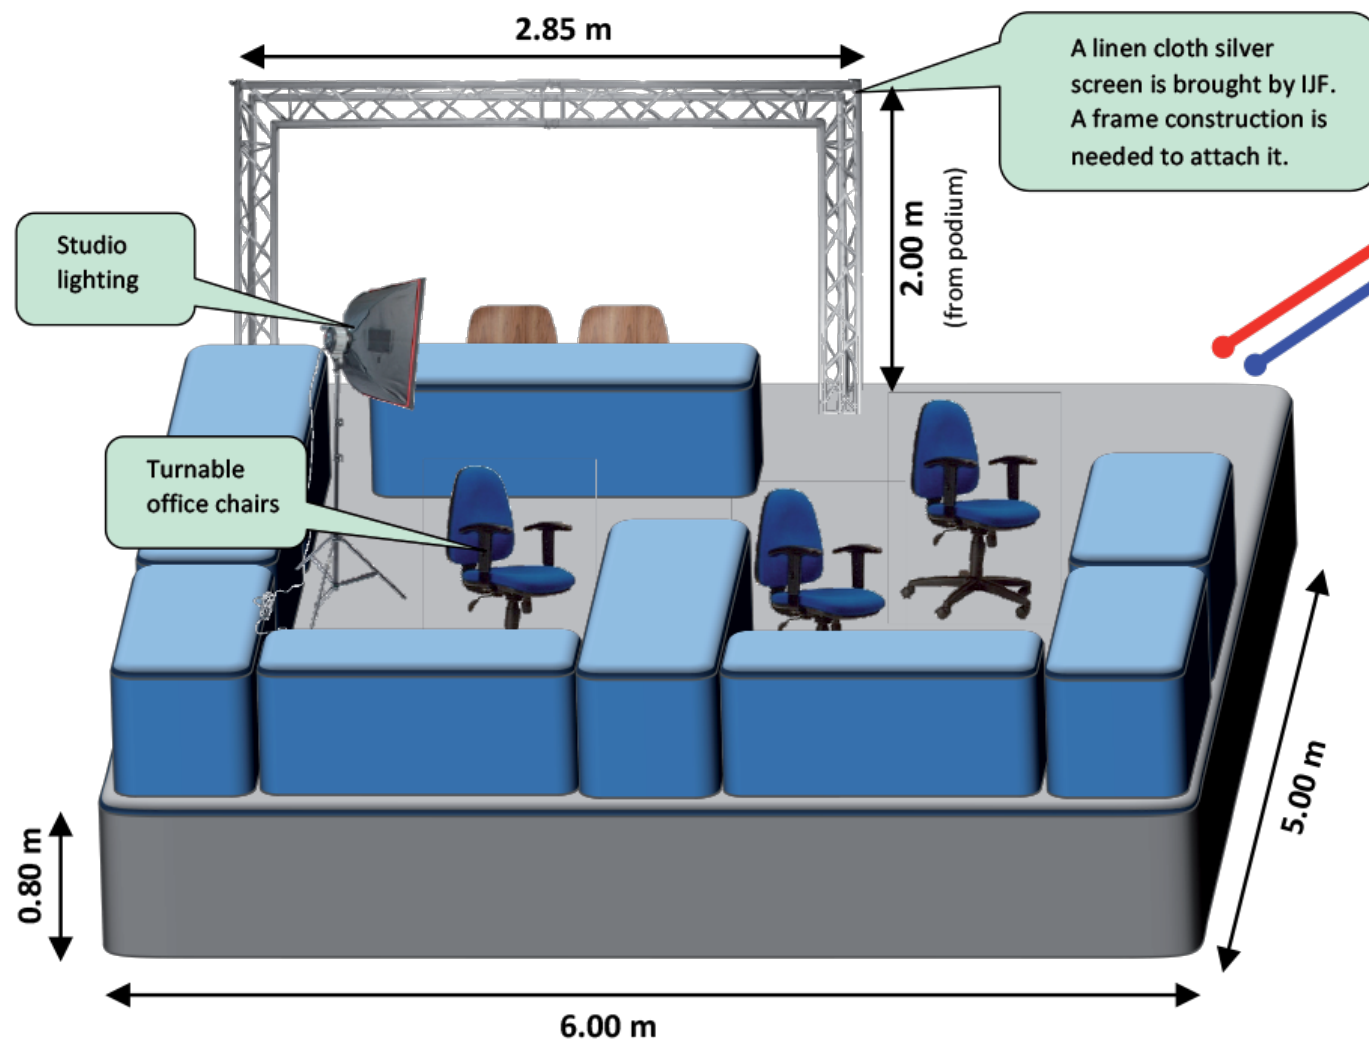 2.85 m
A linen cloth silver
screen is brought by IJF.
A frame construction is
needed to attach it.
2.00 m
(from podium)
Studio
lighting
Turnable
office chairs
0.80 m
5.00 m
6.00 m